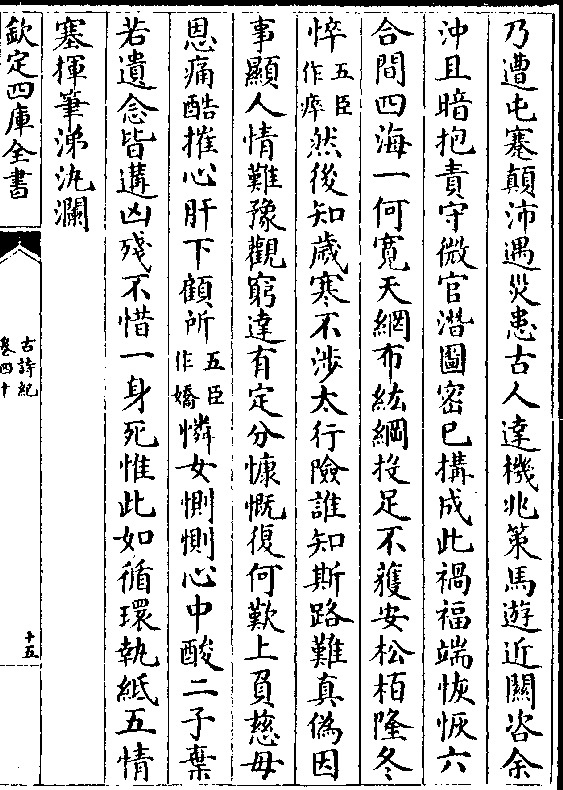 乃遭屯蹇顛沛遇災患古人達機兆策馬遊近關咨余
沖且暗抱責守微官潛圖密已搆成此禍福端恢恢六
合間四海一何寛天網布紘綱投足不獲安松栢隆冬
悴五臣作瘁然後知歲寒不涉太行險誰知斯路難真偽因
事顯人情難豫觀窮達有定分慷慨復何歎上負慈母
恩痛酷摧心肝下顧所五臣作嬌憐女惻惻心中酸二子棄
若遺念皆遘凶殘不惜一身死惟此如循環執紙五情
塞揮筆涕汍瀾
欽定四庫全書
古詩紀
卷四十
十五